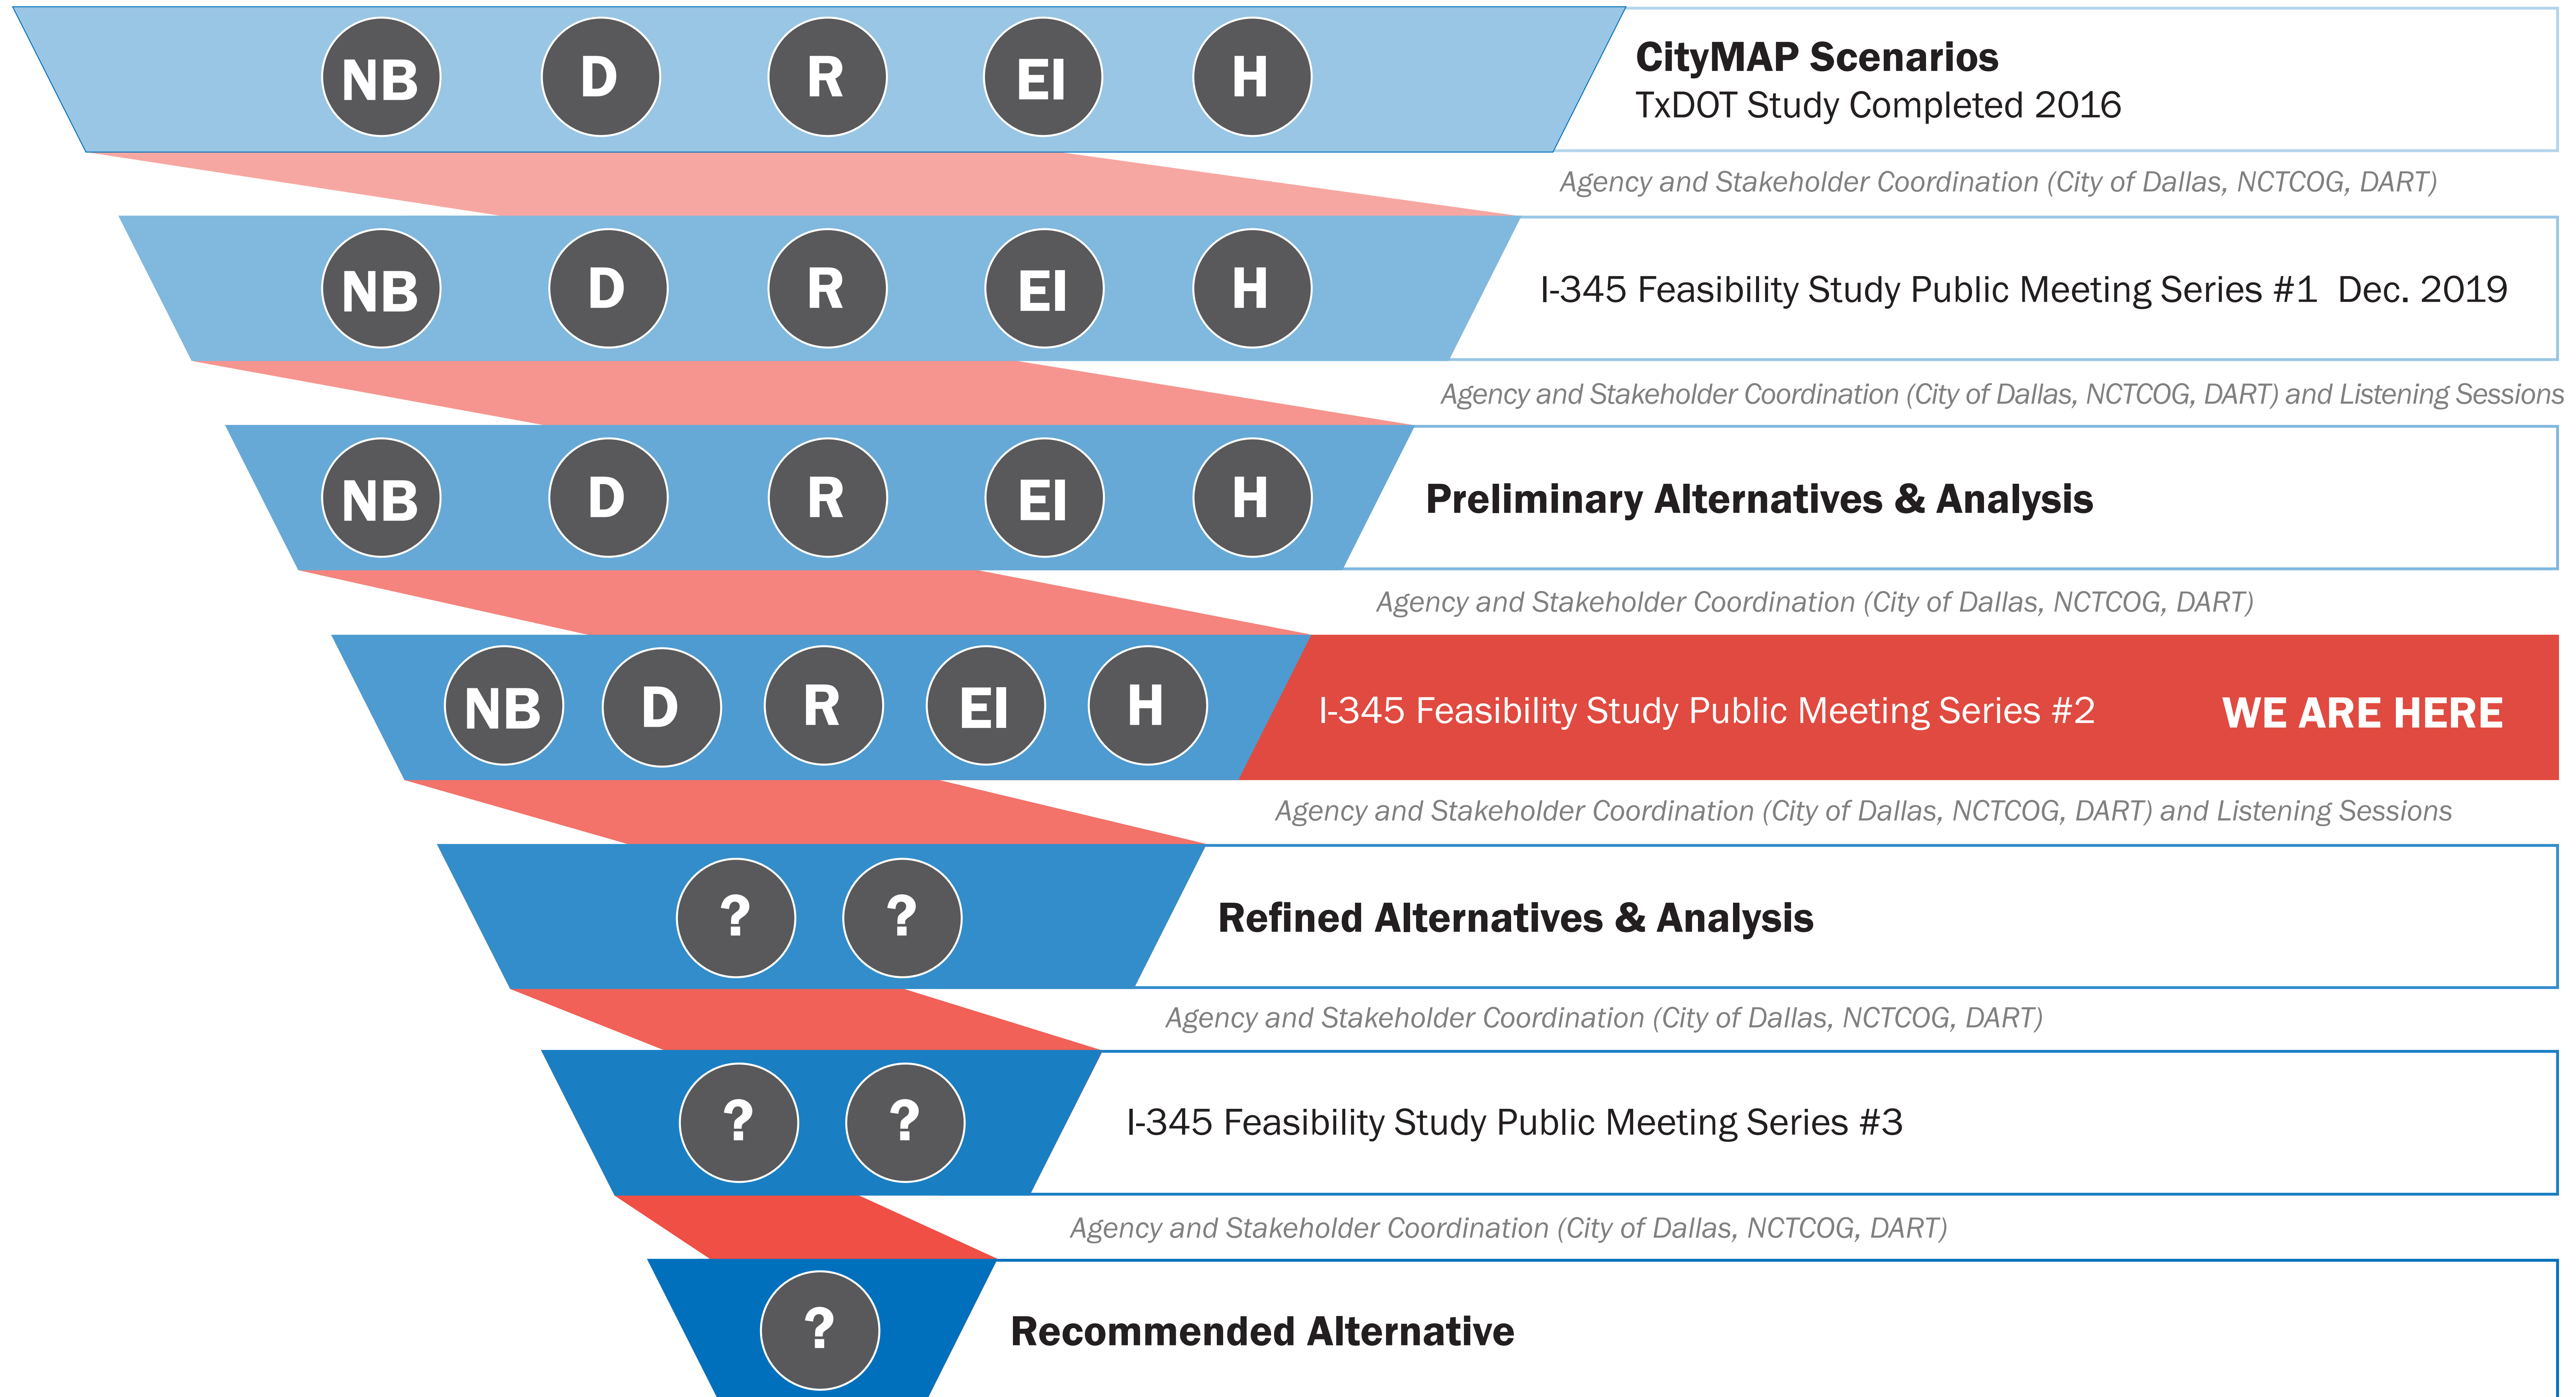 NB D R EI H
CityMAP Scenarios
TxDOT Study Completed 2016
Agency and Stakeholder Coordination (City of Dallas, NCTCOG, DART)
NB D R EI H
I-345 Feasibility Study Public Meeting Series #1 Dec. 2019
Agency and Stakeholder Coordination (City of Dallas, NCTCOG, DART) and Listening Sessions
NB D R EI H
Preliminary Alternatives & Analysis
Agency and Stakeholder Coordination (City of Dallas, NCTCOG, DART)
NB D R EI H
I-345 Feasibility Study Public Meeting Series #2 WE ARE HERE
Agency and Stakeholder Coordination (City of Dallas, NCTCOG, DART) and Listening Sessions
? ?
Refined Alternatives & Analysis
Agency and Stakeholder Coordination (City of Dallas, NCTCOG, DART)
? ?
I-345 Feasibility Study Public Meeting Series #3
Agency and Stakeholder Coordination (City of Dallas, NCTCOG, DART)
?
Recommended Alternative